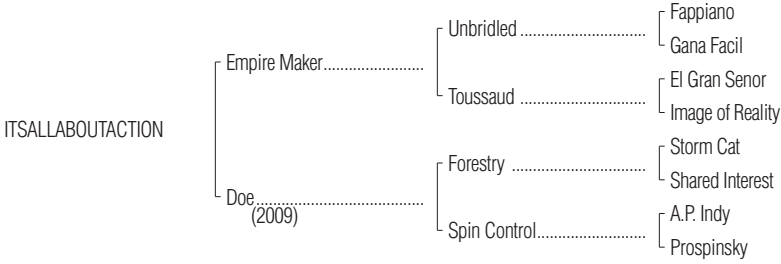 Fappiano
Unbridled ................................
Gana Facil
Empire Maker.........................
El Gran Senor
Toussaud ................................
Image of Reality
ITSALLABOUTACTION
Storm Cat
Forestry ..................................
Shared Interest
Doe..........................................
(2009)
A.P. Indy
Spin Control...........................
Prospinsky